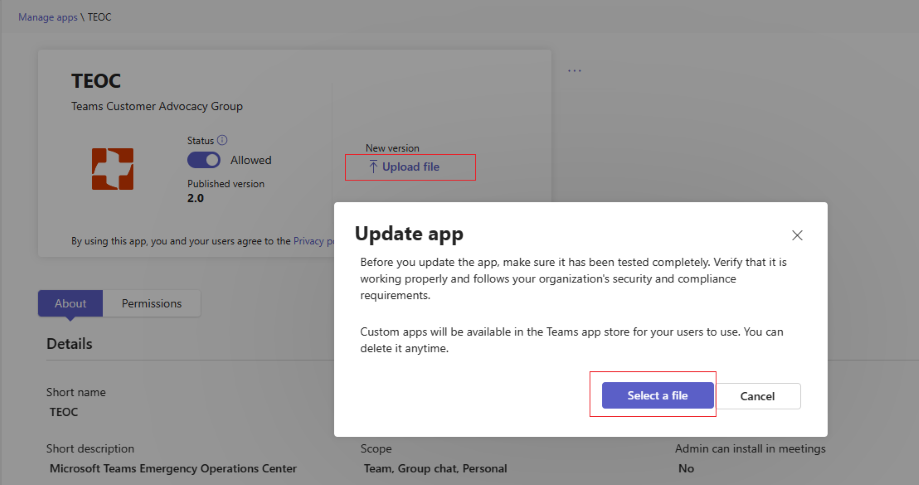 Manage apps \ TEOC
TEOC
...
Teams Customer Advocacy Group
Status
Allowed
Published version
2.0
New version
Upload file
By using this app, you and your users agree to the Privacy po
Update app
Before you update the app, make sure it has been tested completely. Verify that it is
working properly and follows your organization's security and compliance
requirements.
Custom apps will be available in the Teams app store for your users to use. You can
delete it anytime.
Select a file
Cancel
About
Permissions
Details
Short name
TEOC
Short description
Microsoft Teams Emergency Operations Center
Scope
Team, Group chat, Personal
Admin can install in meetings
No